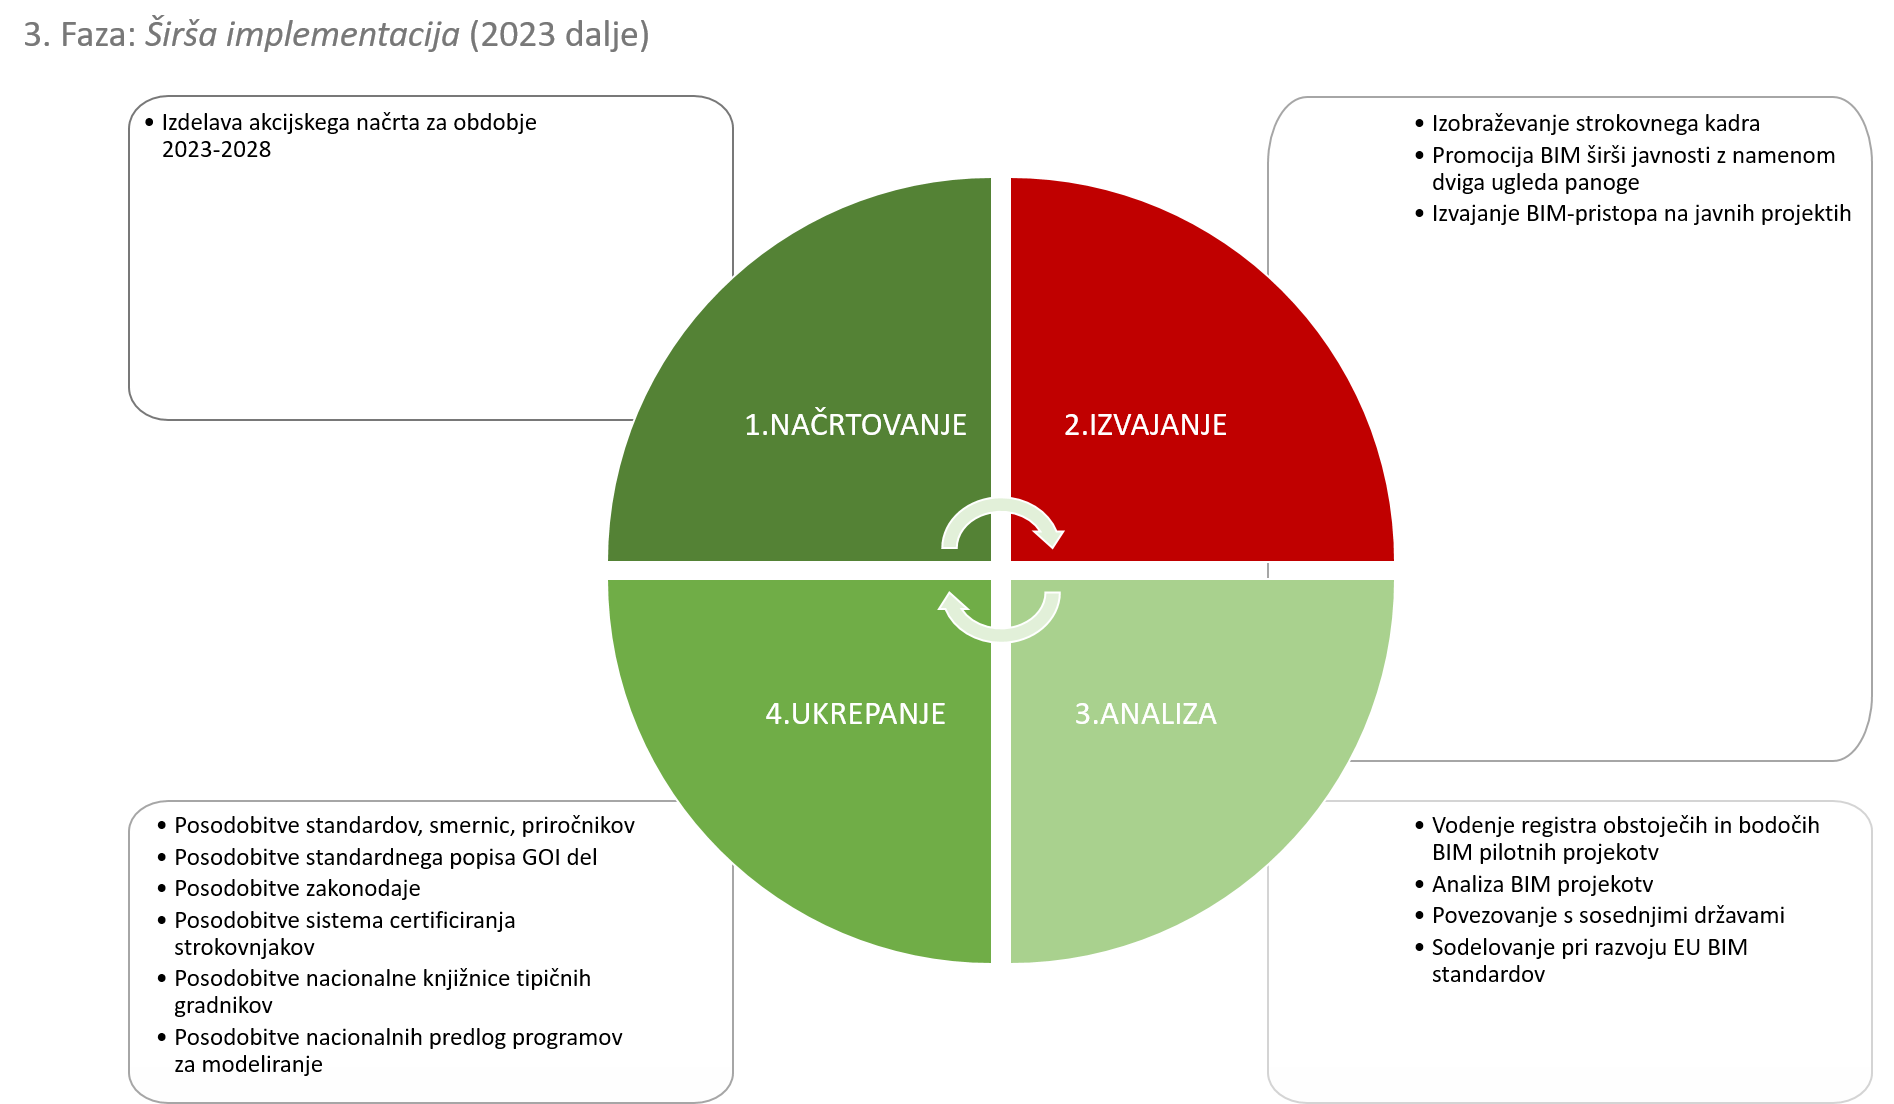 3. Faza: Širša implementacija (2023 dalje)
• Izdelava akcijskega načrta za obdobje
2023-2028
• Izobraževanje strokovnega kadra
• Promocija BIM širši javnosti z namenom
dviga ugleda panoge
• Izvajanje BIM-pristopa na javnih projektih
1.NAČRTOVANJE
2.IZVAJANJE
4.UKREPANJE
3.ANALIZA
• Posodobitve standardov, smernic, priročnikov
• Posodobitve standardnega popisa GOI del
• Posodobitve zakonodaje
• Posodobitve sistema certificiranja
strokovnjakov
• Posodobitve nacionalne knjižnice tipičnih
gradnikov
• Posodobitve nacionalnih predlog programov
za modeliranje
• Vodenje registra obstoječih in bodočih
BIM pilotnih projekotv
• Analiza BIM projekotv
• Povezovanje s sosednjimi državami
• Sodelovanje pri razvoju EU BIM
standardov